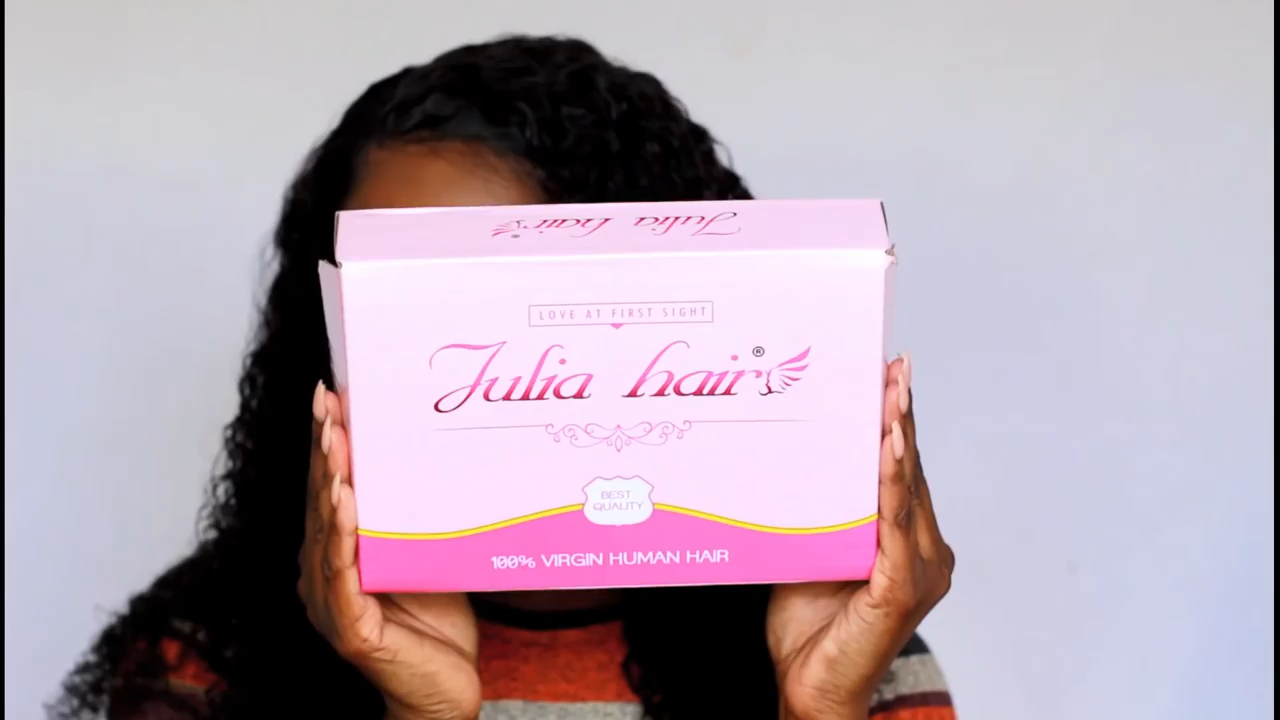 Julia hair®
LOVE AT FIRST SIGHT
Julia hair®
BEST
QUALITY
100% VIRGIN HUMAN HAIR